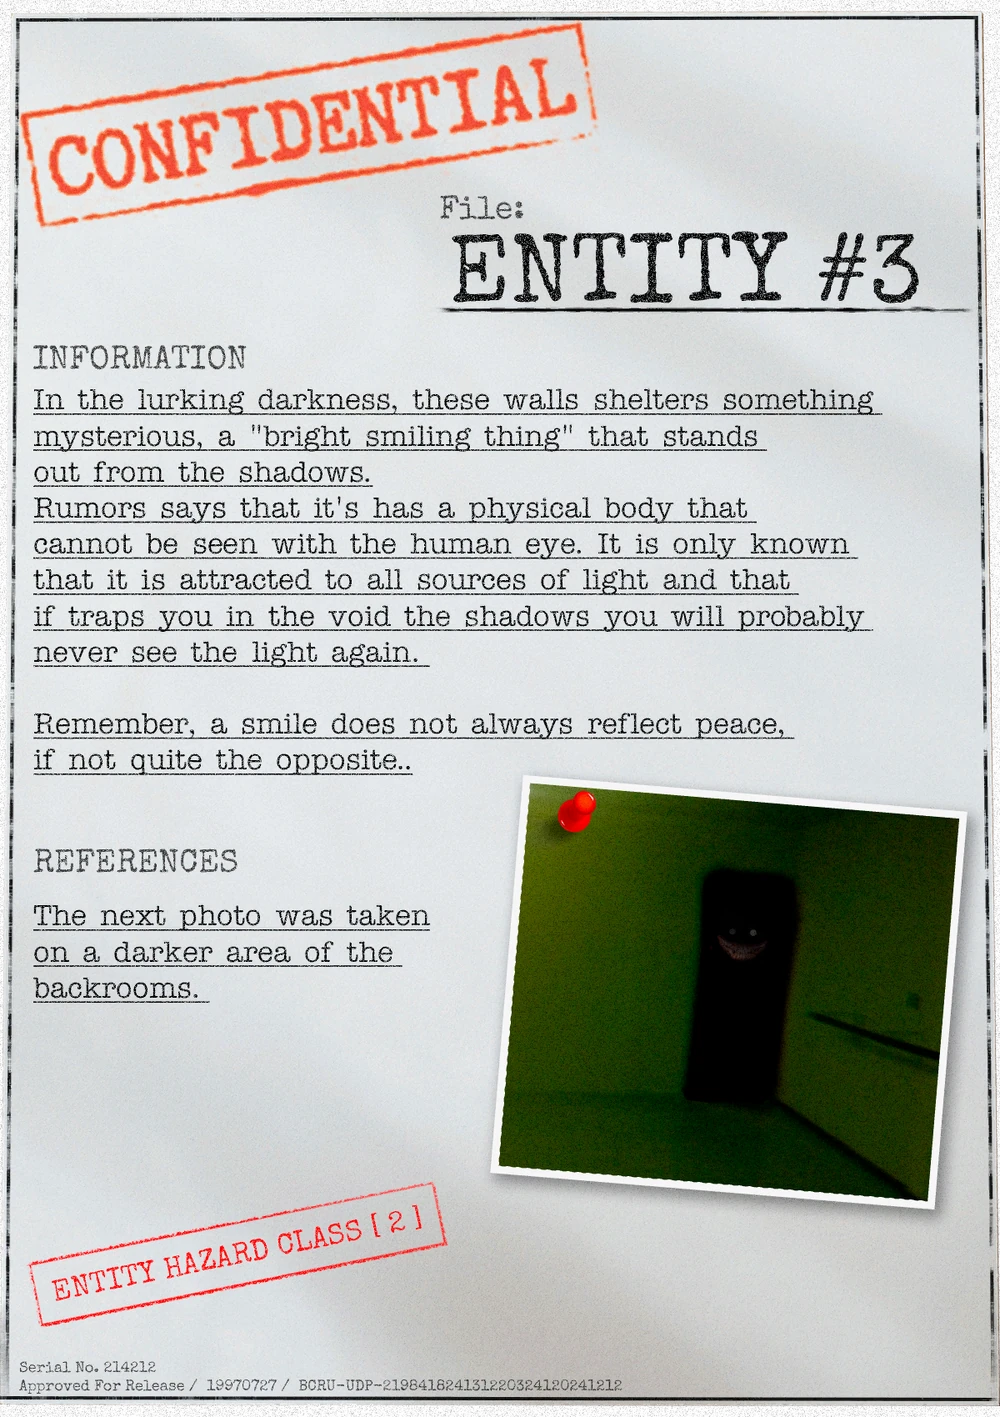 CONFIDENTIAL
File:
ENTITY #3
INFORMATION
In the lurking darkness, these walls shelters something
mysterious, a "bright smiling thing" that stands
out from the shadows.
Rumors says that it's has a physical body that
cannot be seen with the human eye. It is only known
that it is attracted to all sources of light and that
if traps you in the void the shadows you will probably
never see the light again.
Remember, a smile does not always reflect peace,
if not quite the opposite..
REFERENCES
The next photo was taken
on a darker area of the
backrooms.
ENTITY HAZARD CLASS [ 2 ]
Serial No. 214212
Approved For Release / 19970727 / BCRU-UDP-2198418241312203241202412​12